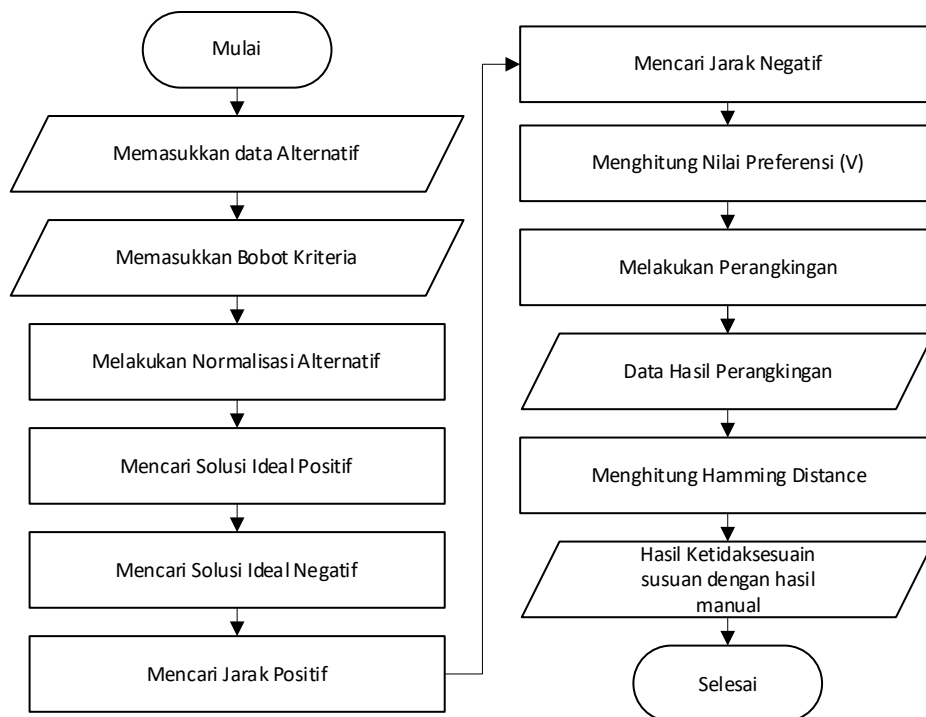 Mulai
Memasukkan data Alternatif
Memasukkan Bobot Kriteria
Melakukan Normalisasi Alternatif
Mencari Solusi Ideal Positif
Mencari Solusi Ideal Negatif
Mencari Jarak Positif
Mencari Jarak Negatif
Menghitung Nilai Preferensi (V)
Melakukan Perangkingan
Data Hasil Perangkingan
Menghitung Hamming Distance
Hasil Ketidaksesuain
susuan dengan hasil
manual
Selesai